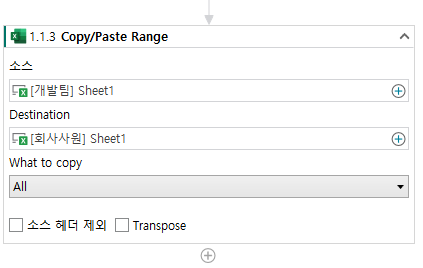 1.1.3 Copy/Paste Range
소스
[개발팀] Sheet1
Destination
[회사사원] Sheet1
What to copy
All
소스 헤더 제외 Transpose